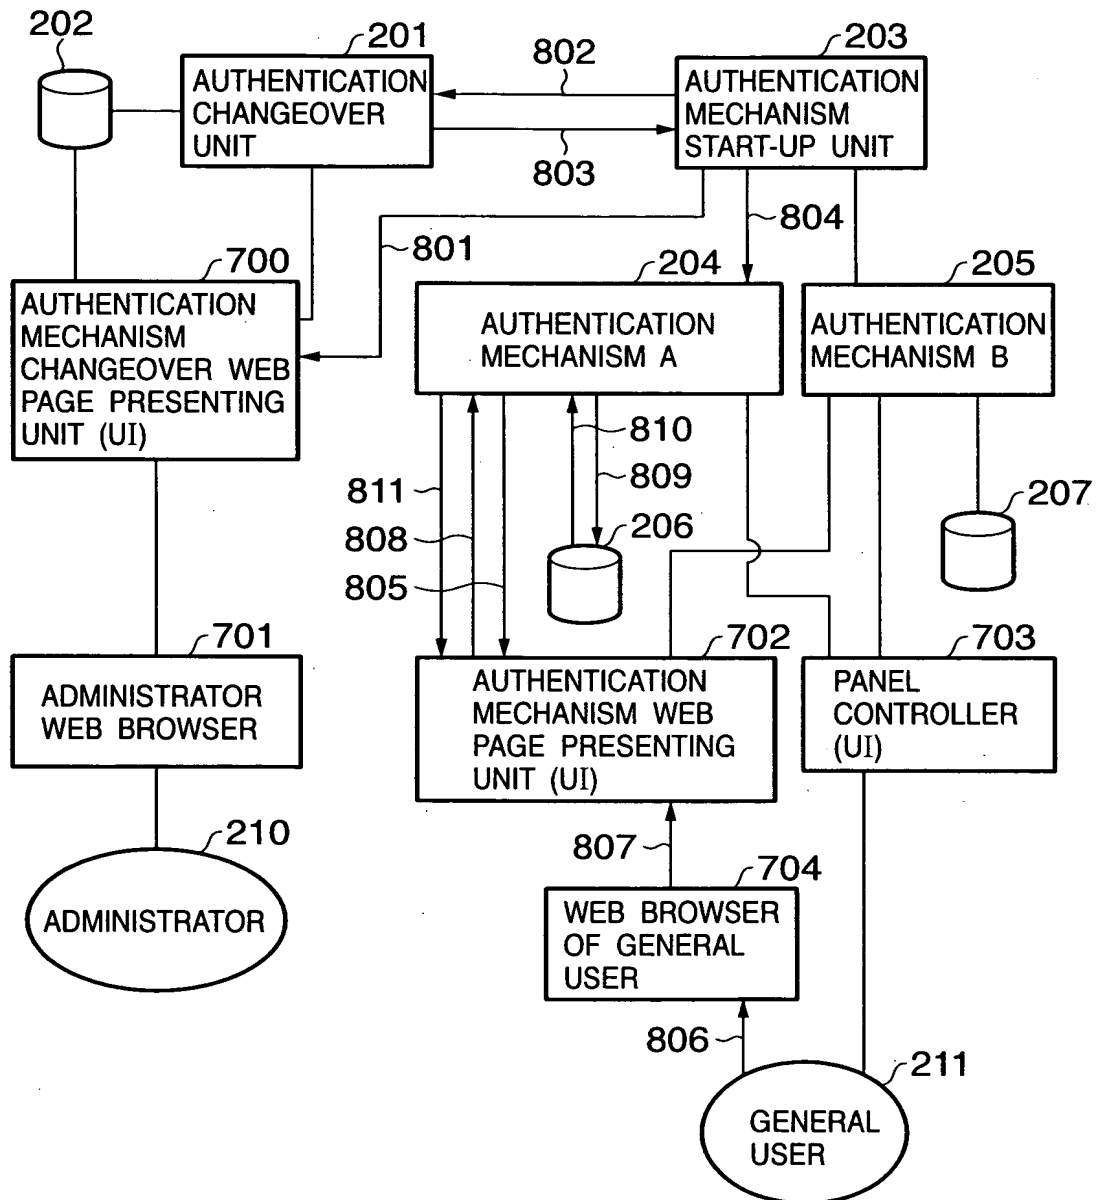 202
201
AUTHENTICATION
CHANGEOVER
UNIT
802
803
203
AUTHENTICATION
MECHANISM
START-UP UNIT
700
AUTHENTICATION
MECHANISM
CHANGEOVER WEB
PAGE PRESENTING
UNIT (UI)
801
804
204
AUTHENTICATION
MECHANISM A
205
AUTHENTICATION
MECHANISM B
811
808
805
810
809
206
207
701
ADMINISTRATOR
WEB BROWSER
702
AUTHENTICATION
MECHANISM WEB
PAGE PRESENTING
UNIT (UI)
703
PANEL
CONTROLLER
(UI)
210
ADMINISTRATOR
807
704
WEB BROWSER
OF GENERAL
USER
806
211
GENERAL
USER